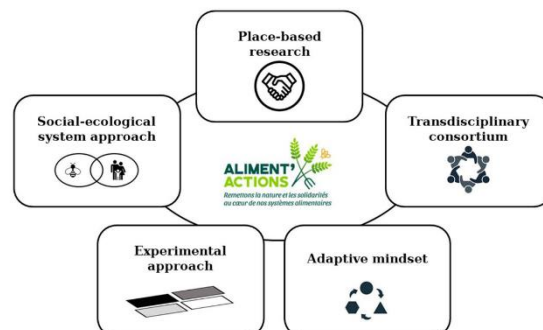 Place-based
research
Social-ecological
system approach
Transdisciplinary
consortium
ALIMENT'
ACTIONS
Remettons la nature et les solidarités
au cœur de nos systèmes alimentaires
Experimental
approach
Adaptive mindset